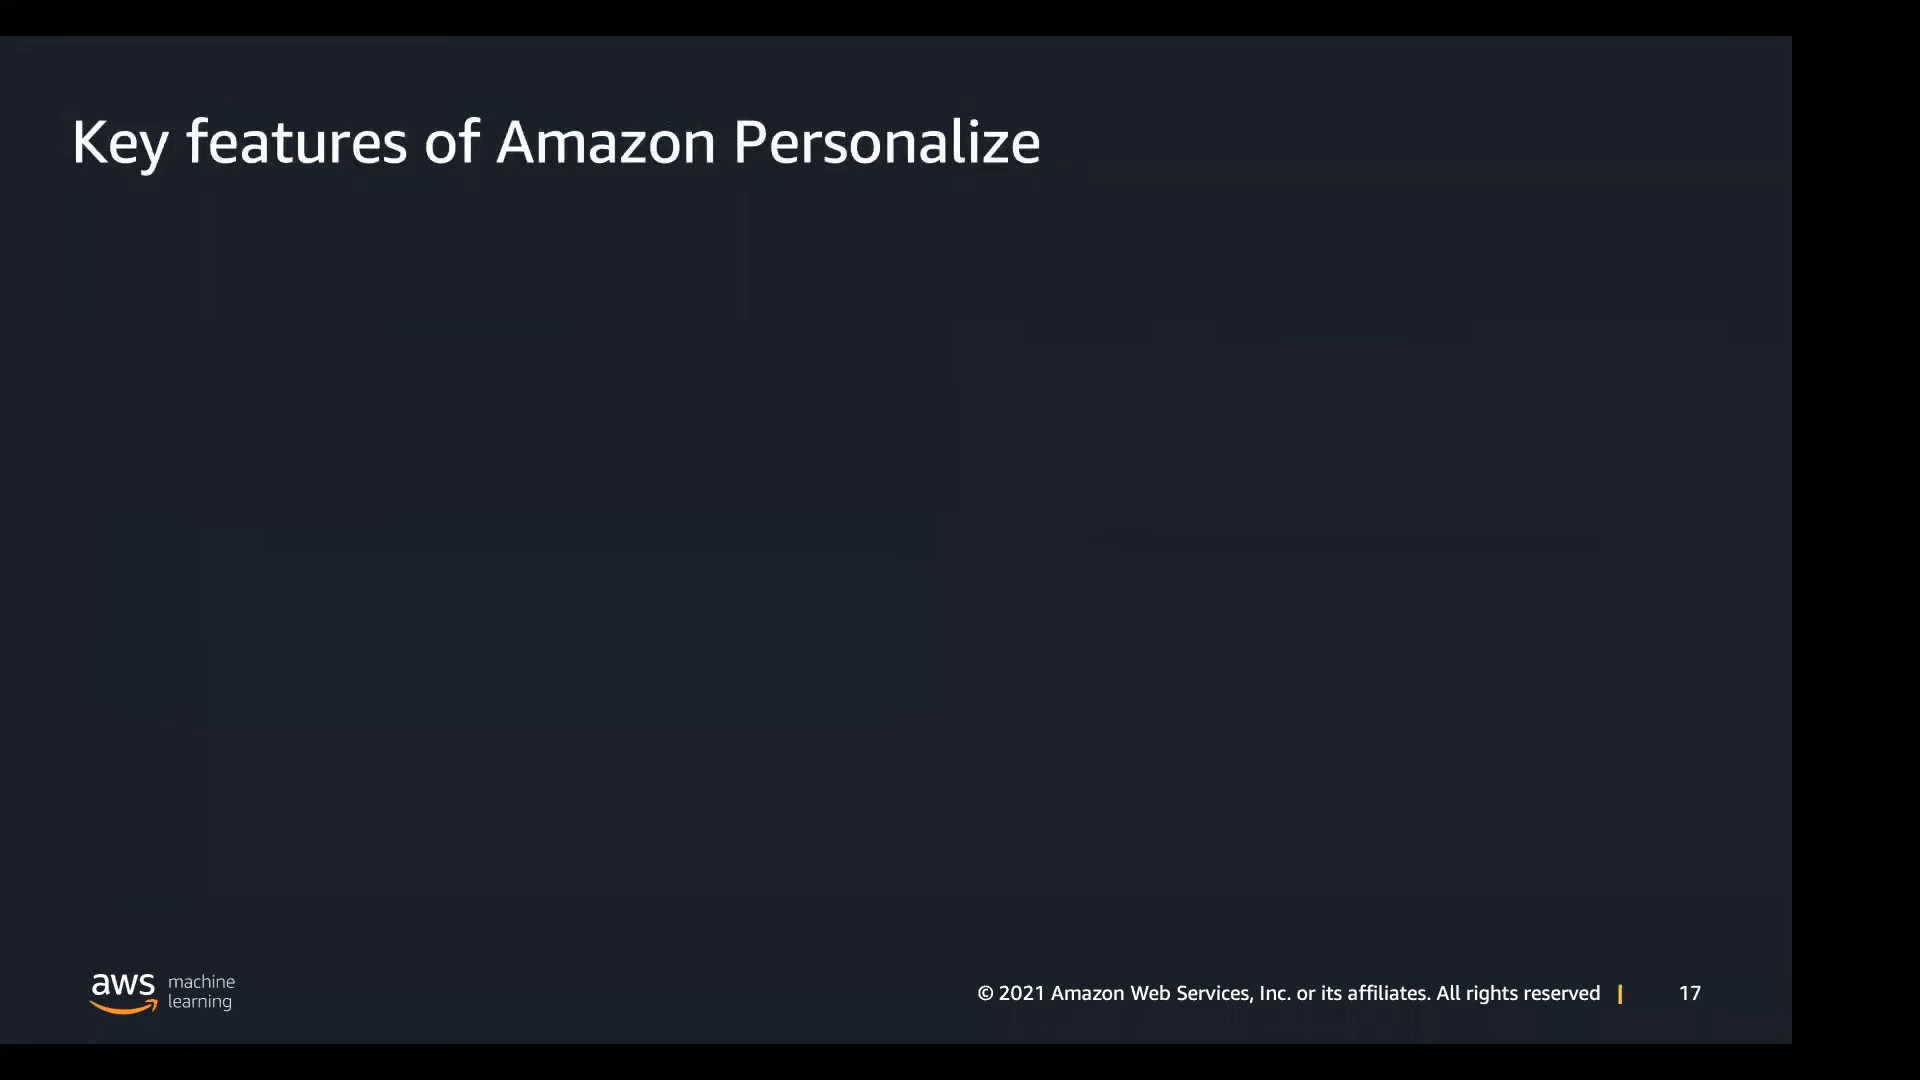 Key features of Amazon Personalize
aws machine learning
© 2021 Amazon Web Services, Inc. or its affiliates. All rights reserved | 17